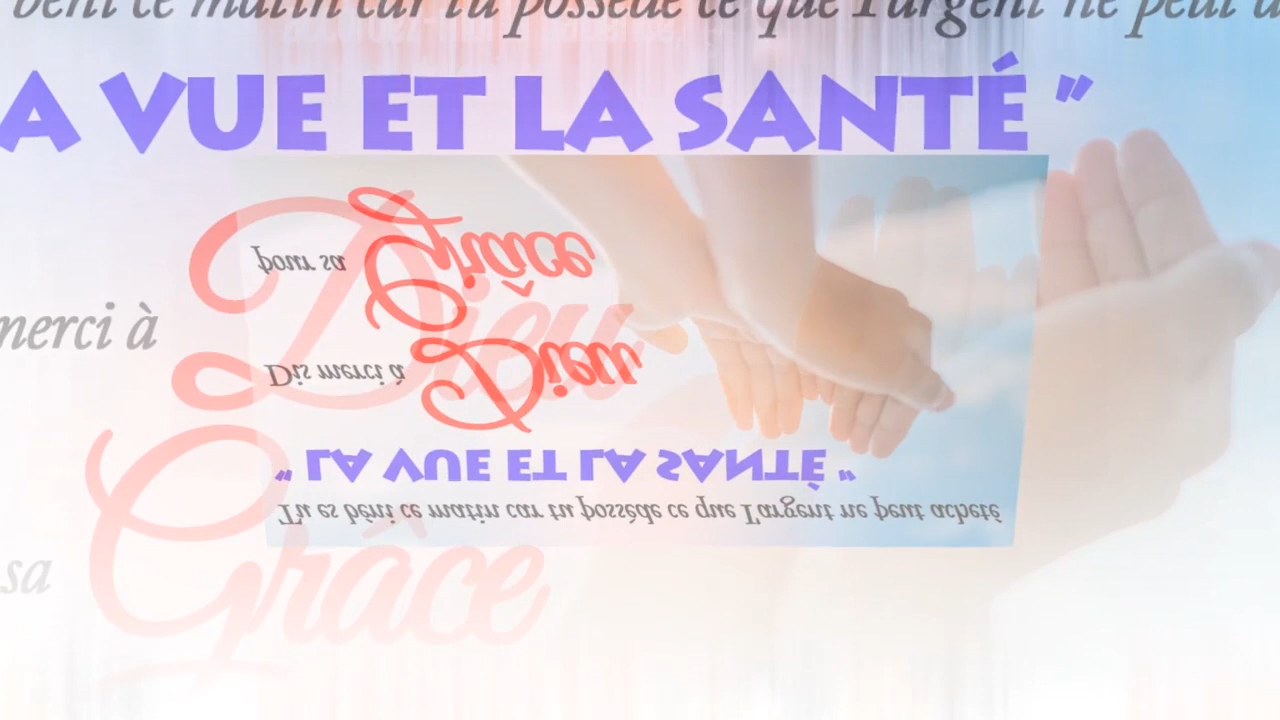 béni ce matin car tu possède ce que l'argent ne peut a
A VUE ET LA SANTÉ "
merci à Dieu
sa Grâce
pour sa Grâce
Dis merci à Dieu
" LA VUE ET LA SANTÉ "
Tu es béni ce matin car tu possède ce que l'argent ne peut acheté